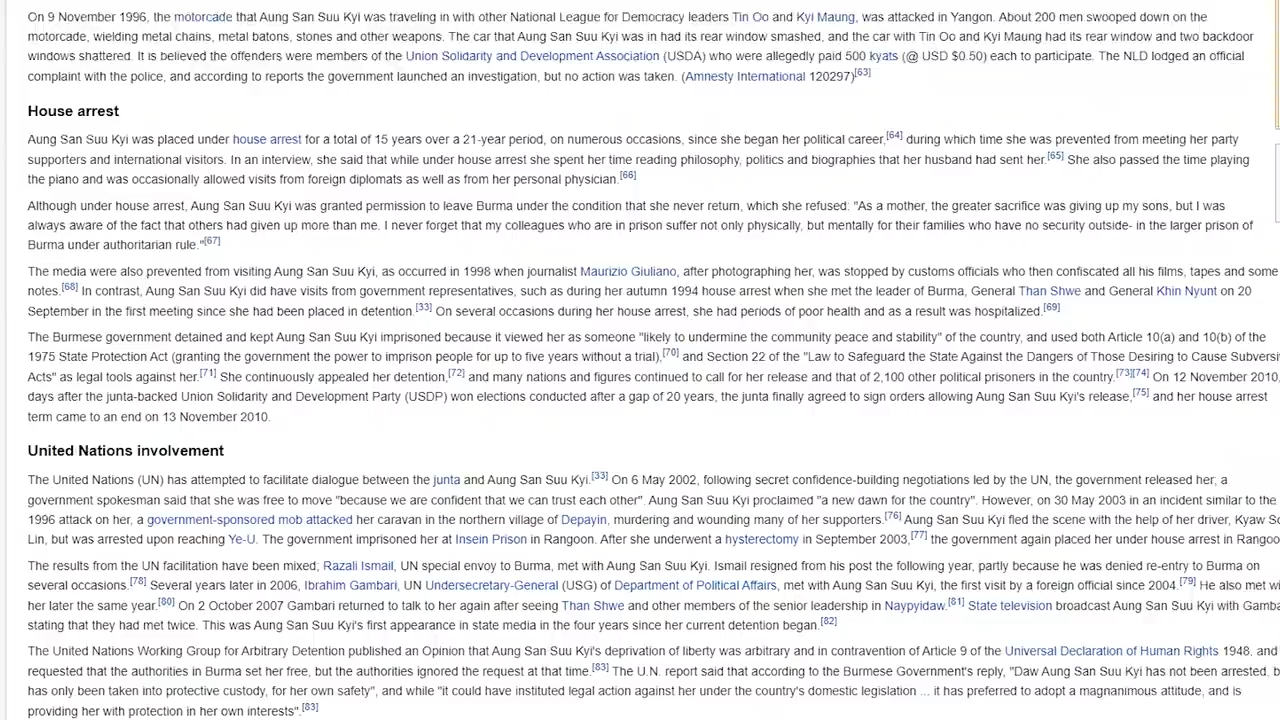 On 9 November 1996, the motorcade that Aung San Suu Kyi was traveling in with other National League for Democracy leaders Tin Oo and Kyi Maung, was attacked in Yangon. About 200 men swooped down on the
motorcade, wielding metal chains, metal batons, stones and other weapons. The car that Aung San Suu Kyi was in had its rear window smashed, and the car with Tin Oo and Kyi Maung had its rear window and two backdoor
windows shattered. It is believed the offenders were members of the Union Solidarity and Development Association (USDA) who were allegedly paid 500 kyats (@ USD $0.50) each to participate. The NLD lodged an official
complaint with the police, and according to reports the government launched an investigation, but no action was taken. (Amnesty International 120297)[63]
House arrest
Aung San Suu Kyi was placed under house arrest for a total of 15 years over a 21-year period, on numerous occasions, since she began her political career,[64] during which time she was prevented from meeting her party
supporters and international visitors. In an interview, she said that while under house arrest she spent her time reading philosophy, politics and biographies that her husband had sent her.[65] She also passed the time playing
the piano and was occasionally allowed visits from foreign diplomats as well as from her personal physician.[66]
Although under house arrest, Aung San Suu Kyi was granted permission to leave Burma under the condition that she never return, which she refused: "As a mother, the greater sacrifice was giving up my sons, but I was
always aware of the fact that others had given up more than me. I never forget that my colleagues who are in prison suffer not only physically, but mentally for their families who have no security outside- in the larger prison of
Burma under authoritarian rule."[67]
The media were also prevented from visiting Aung San Suu Kyi, as occurred in 1998 when journalist Maurizio Giuliano, after photographing her, was stopped by customs officials who then confiscated all his films, tapes and some
notes.[68] In contrast, Aung San Suu Kyi did have visits from government representatives, such as during her autumn 1994 house arrest when she met the leader of Burma, General Than Shwe and General Khin Nyunt on 20
September in the first meeting since she had been placed in detention.[33] On several occasions during her house arrest, she had periods of poor health and as a result was hospitalized.[69]
The Burmese government detained and kept Aung San Suu Kyi imprisoned because it viewed her as someone "likely to undermine the community peace and stability" of the country, and used both Article 10(a) and 10(b) of the
1975 State Protection Act (granting the government the power to imprison people for up to five years without a trial),[70] and Section 22 of the "Law to Safeguard the State Against the Dangers of Those Desiring to Cause Subversi
Acts" as legal tools against her.[71] She continuously appealed her detention,[72] and many nations and figures continued to call for her release and that of 2,100 other political prisoners in the country.[73][74] On 12 November 2010,
days after the junta-backed Union Solidarity and Development Party (USDP) won elections conducted after a gap of 20 years, the junta finally agreed to sign orders allowing Aung San Suu Kyi's release,[75] and her house arrest
term came to an end on 13 November 2010.
United Nations involvement
The United Nations (UN) has attempted to facilitate dialogue between the junta and Aung San Suu Kyi.[33] On 6 May 2002, following secret confidence-building negotiations led by the UN, the government released her; a
government spokesman said that she was free to move "because we are confident that we can trust each other". Aung San Suu Kyi proclaimed "a new dawn for the country". However, on 30 May 2003 in an incident similar to the
1996 attack on her, a government-sponsored mob attacked her caravan in the northern village of Depayin, murdering and wounding many of her supporters.[76] Aung San Suu Kyi fled the scene with the help of her driver, Kyaw So
Lin, but was arrested upon reaching Ye-U. The government imprisoned her at Insein Prison in Rangoon. After she underwent a hysterectomy in September 2003,[77] the government again placed her under house arrest in Rangoo
The results from the UN facilitation have been mixed; Razali Ismail, UN special envoy to Burma, met with Aung San Suu Kyi. Ismail resigned from his post the following year, partly because he was denied re-entry to Burma on
several occasions.[78] Several years later in 2006, Ibrahim Gambari, UN Undersecretary-General (USG) of Department of Political Affairs, met with Aung San Suu Kyi, the first visit by a foreign official since 2004.[79] He also met wi
her later the same year.[80] On 2 October 2007 Gambari returned to talk to her again after seeing Than Shwe and other members of the senior leadership in Naypyidaw.[81] State television broadcast Aung San Suu Kyi with Gamba
stating that they had met twice. This was Aung San Suu Kyi's first appearance in state media in the four years since her current detention began.[82]
The United Nations Working Group for Arbitrary Detention published an Opinion that Aung San Suu Kyi's deprivation of liberty was arbitrary and in contravention of Article 9 of the Universal Declaration of Human Rights 1948, and
requested that the authorities in Burma set her free, but the authorities ignored the request at that time.[83] The U.N. report said that according to the Burmese Government's reply, "Daw Aung San Suu Kyi has not been arrested, b
has only been taken into protective custody, for her own safety", and while "it could have instituted legal action against her under the country's domestic legislation ... it has preferred to adopt a magnanimous attitude, and is
providing her with protection in her own interests".[83]